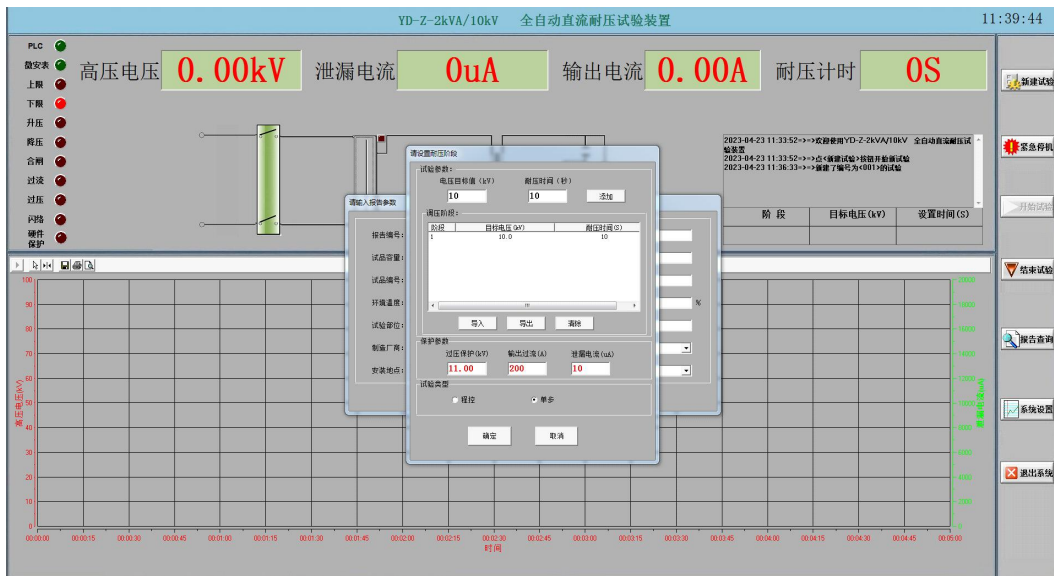 YD-Z-2kVA/10kV 全自动直流耐压试验装置
11:39:44
PLC
微安表
上限
下限
升压
降压
合闸
过流
过压
闪络
硬件
保护
高压电压 0.00kV
泄漏电流 0uA
输出电流 0.00A
耐压计时 0S
2023-04-23 11:33:52=>=>欢迎使用YD-Z-2kVA/10kV 全自动直流耐压试
验装置
2023-04-23 11:33:52=>=>点<新建试验>按钮开始新试验
2023-04-23 11:36:33=>=>新建了编号为<001>的试验
阶 段 目标电压(kV) 设置时间(S)
新建试验
紧急停机
开始试验
结束试验
报告查询
系统设置
退出系统
请输入报告参数
报告编号:
试品容量:
试品编号:
环境温度:
%
试验部位:
制造厂商:
安装地点:
请设置耐压阶段
试验参数:
电压目标值(kV) 耐压时间(秒)
10 10 添加
调压阶段:
阶段 目标电压(kV) 耐压时间(S)
1 10.0 10
导入 导出 清除
保护参数
过压保护(kV) 输出过流(A) 泄漏电流(uA)
11.00 200 10
试验类型
程控 单步
确定 取消
高压电压(kV)
100
90
80
70
60
50
40
30
20
10
0
20000
18000
16000
14000
12000
10000
8000
6000
4000
2000
0
泄漏电流(uA)
00:00:00 00:00:15 00:00:30 00:00:45 00:01:00 00:01:15 00:01:30 00:01:45 00:02:00 00:02:15 00:02:30 00:02:45 00:03:00 00:03:15 00:03:30 00:03:45 00:04:00 00:04:15 00:04:30 00:04:45 00:05:00
时间